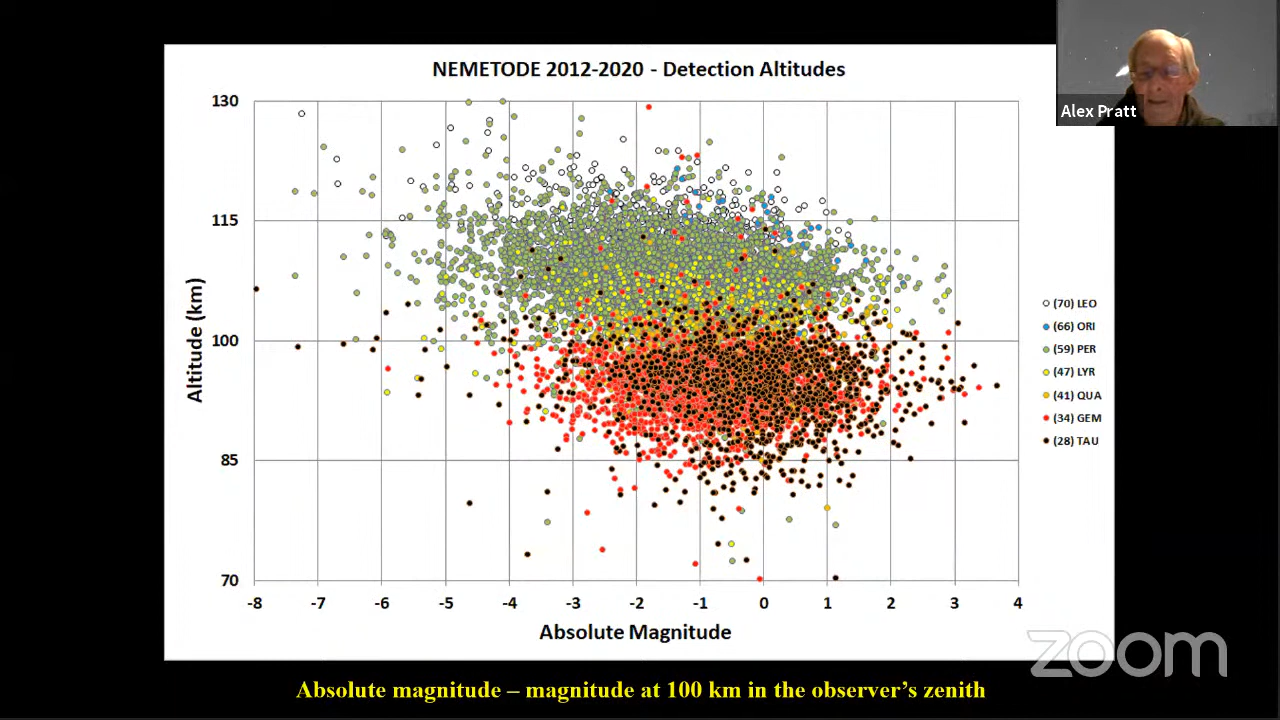 NEMETODE 2012-2020 - Detection Altitudes
Alex Pratt
130
115
100
85
70
Altitude (km)
-8 -7 -6 -5 -4 -3 -2 -1 0 1 2 3 4
Absolute Magnitude
(70) LEO
(66) ORI
(59) PER
(47) LYR
(41) QUA
(34) GEM
(28) TAU
zoom
Absolute magnitude – magnitude at 100 km in the observer's zenith